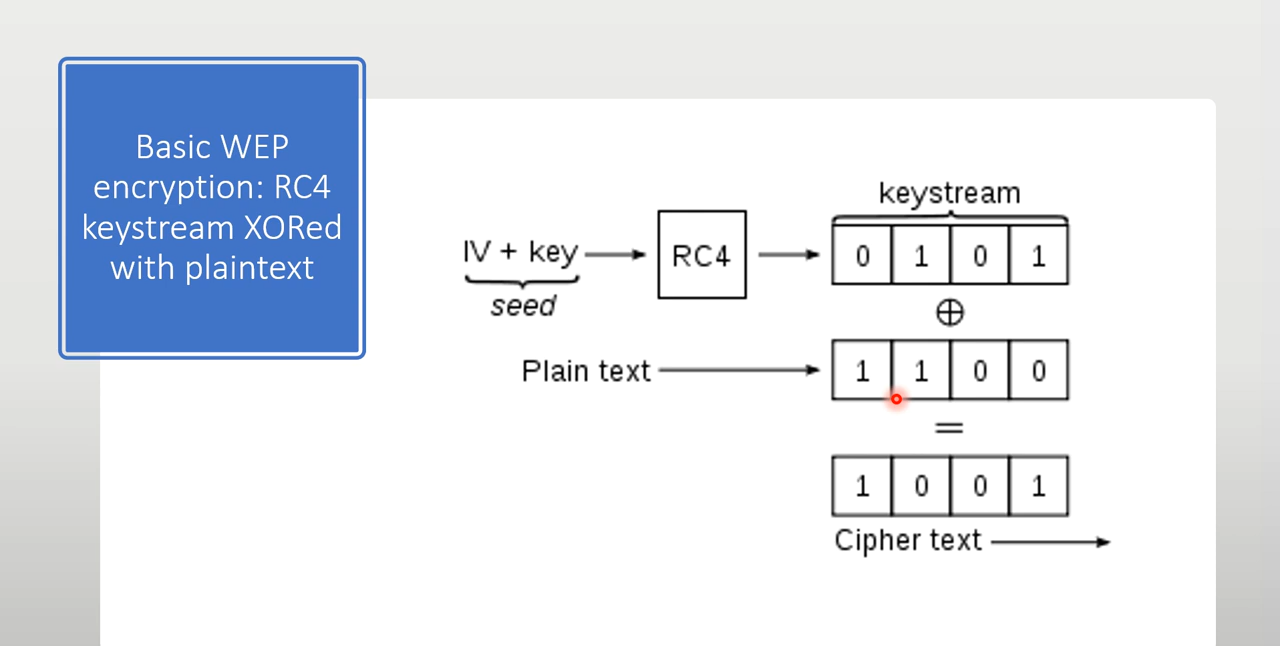 Basic WEP
encryption: RC4
keystream XORed
with plaintext
keystream
IV + key
RC4
0 1 0 1
seed
⊕
Plain text
1 1 0 0
=
1 0 0 1
Cipher text